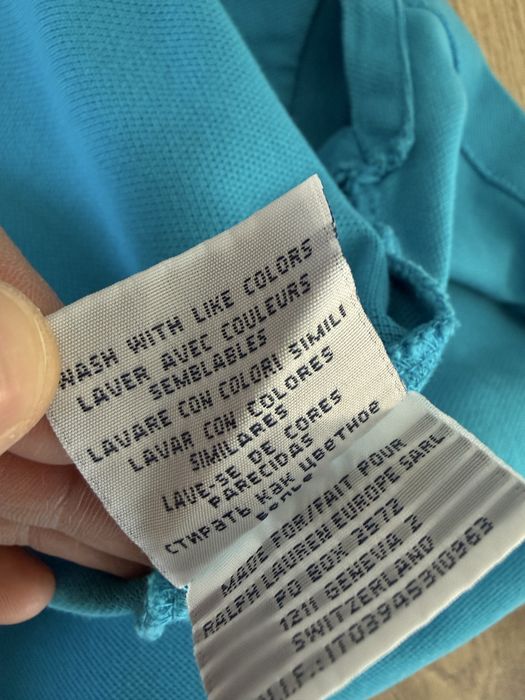 WASH WITH LIKE COLORS
LAVER AVEC COULEURS
SEMBLABLES
LAVARE CON COLORI SIMILI
LAVAR CON COLORES
SIMILARES
LAVE-SE DE CORES
PARECIDAS
СТИРАТЬ КАК ЦВЕТНОЕ
MADE FOR/FAIT POUR
RALPH LAUREN EUROPE SARL
PO BOX 3572
1211 GENEVA 3
SWITZERLAND
IT03945310963